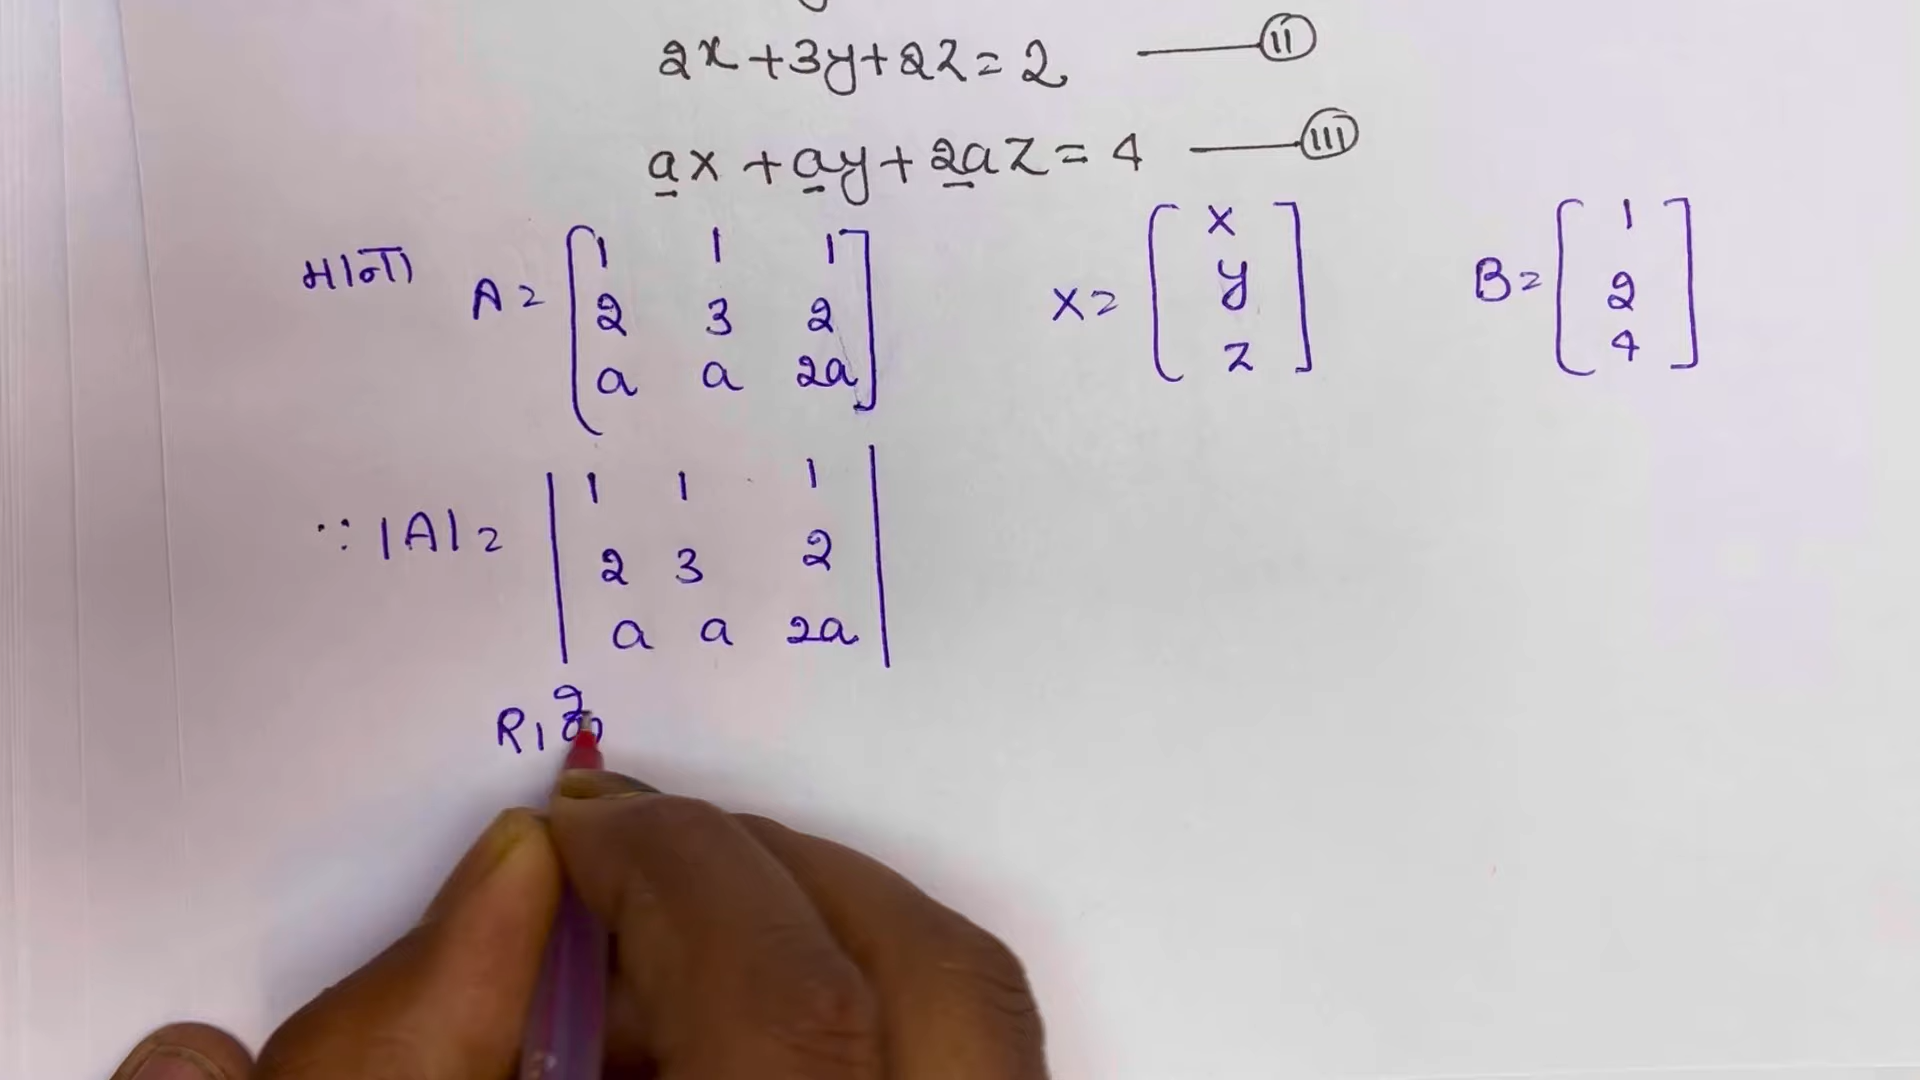 2x+3y+2z=2 —— (ii)
ax+ay+2az=4 —— (iii)
माना A= [1 1 1 X= [x B= [1
2 3 2 y 2
a a 2a] z] 4]
∵ |A|= |1 1 1
2 3 2
a a 2a|
R₁